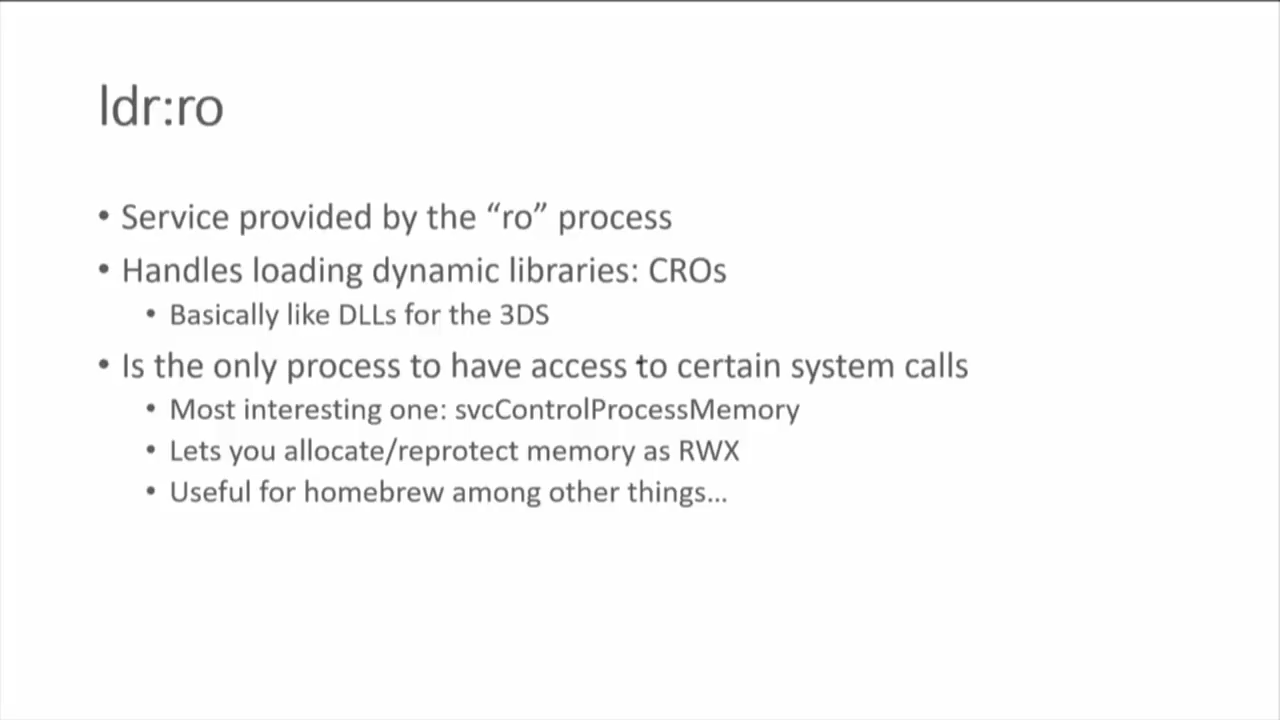 ldr:ro
• Service provided by the “ro” process
• Handles loading dynamic libraries: CROs
• Basically like DLLs for the 3DS
• Is the only process to have access to certain system calls
• Most interesting one: svcControlProcessMemory
• Lets you allocate/reprotect memory as RWX
• Useful for homebrew among other things…